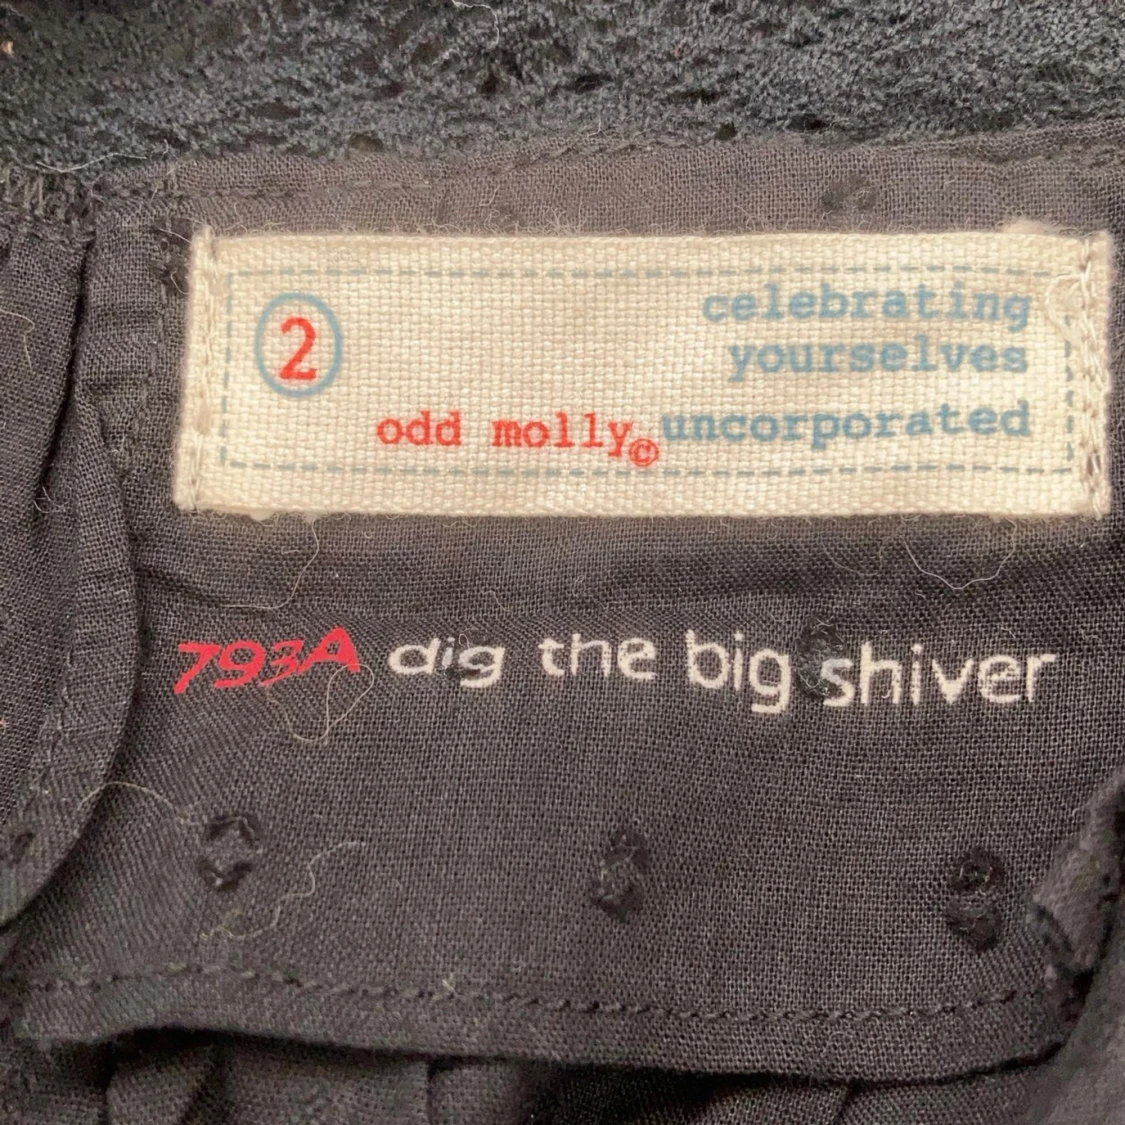 2
celebrating
yourselves
odd molly© uncorporated
793A dig the big shiver